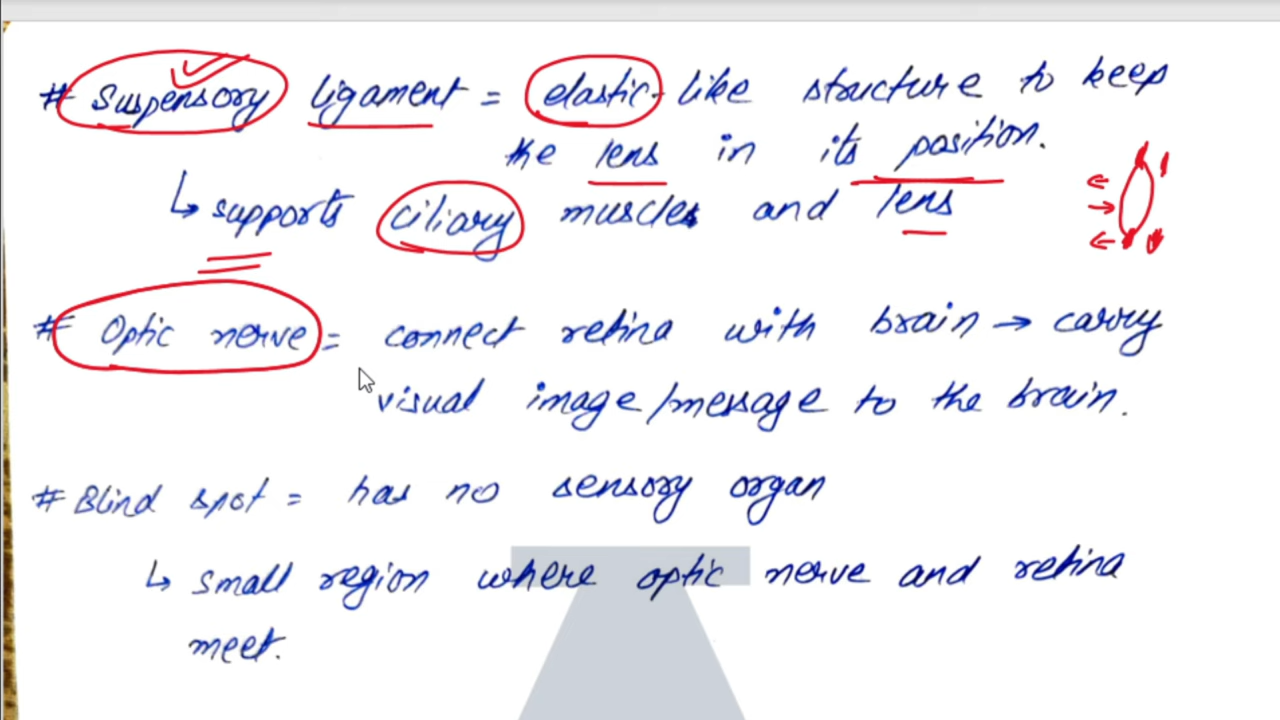 # Suspensory ligament = elastic-like structure to keep
the lens in its position.
↳ supports ciliary muscles and lens
# Optic nerve = connect retina with brain → carry
visual image/message to the brain.
# Blind spot = has no sensory organ
↳ small region where optic nerve and retina
meet.